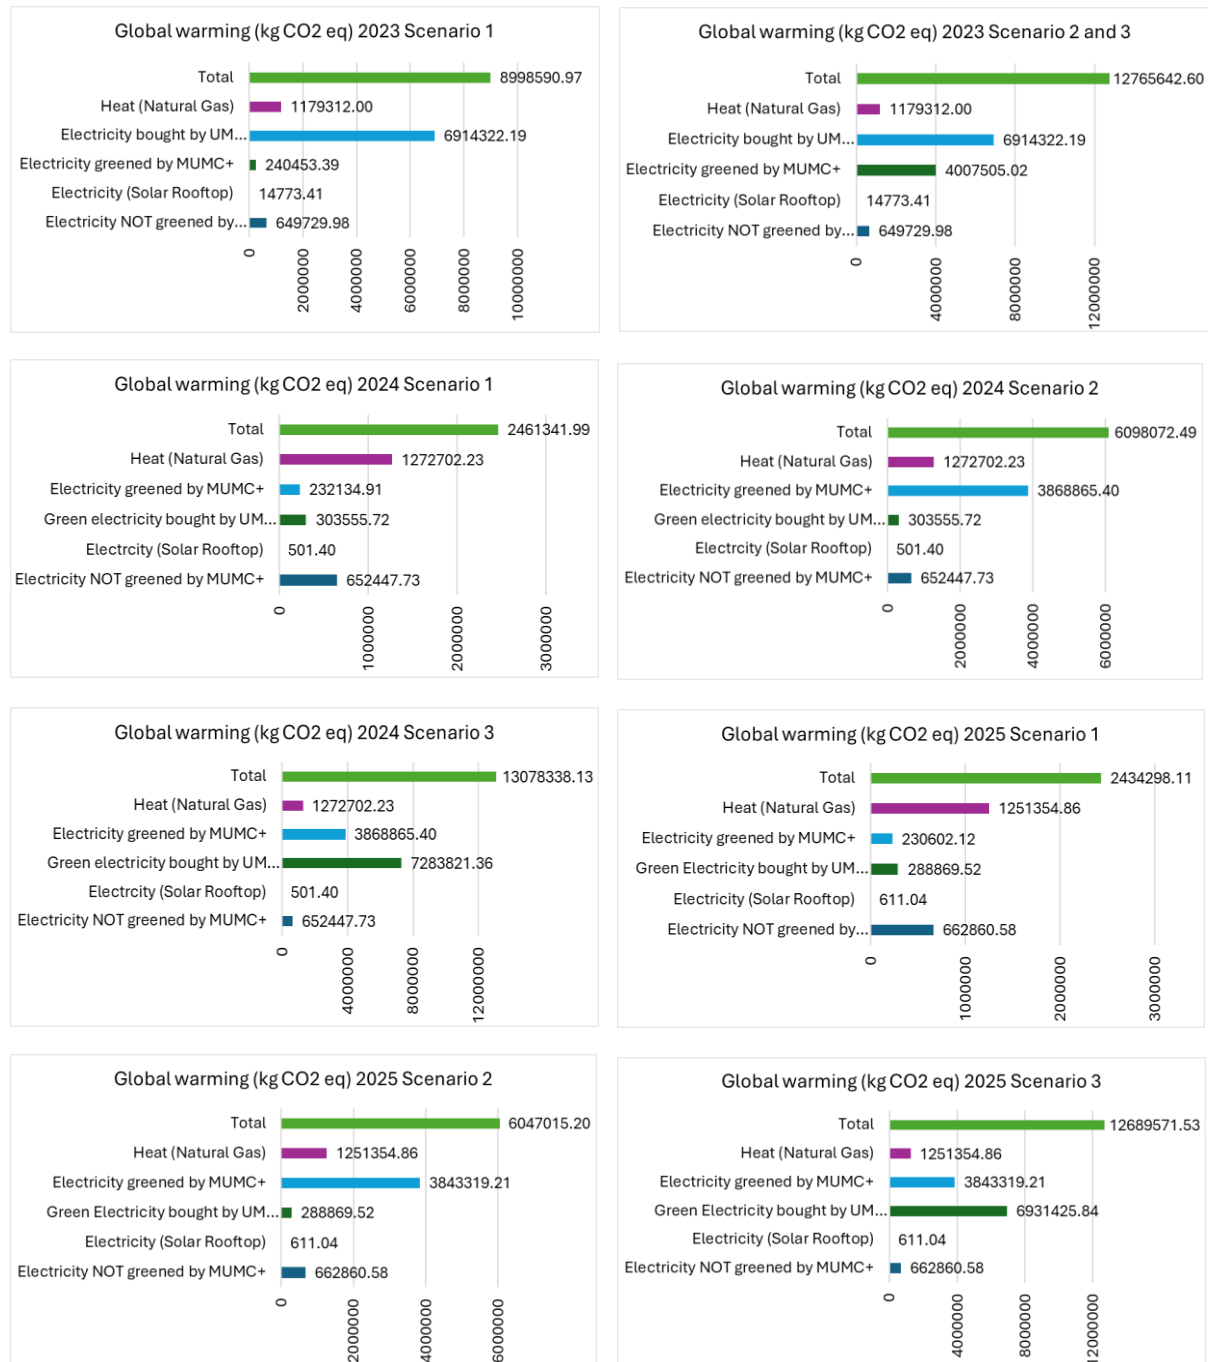 Global warming (kg CO2 eq) 2023 Scenario 1
Total 8998590.97
Heat (Natural Gas) 1179312.00
Electricity bought by UM... 6914322.19
Electricity greened by MUMC+ 240453.39
Electricity (Solar Rooftop) 14773.41
Electricity NOT greened by... 649729.98
0 2000000 4000000 6000000 8000000 10000000
Global warming (kg CO2 eq) 2023 Scenario 2 and 3
Total 12765642.60
Heat (Natural Gas) 1179312.00
Electricity bought by UM... 6914322.19
Electricity greened by MUMC+ 4007505.02
Electricity (Solar Rooftop) 14773.41
Electricity NOT greened by... 649729.98
0 4000000 8000000 12000000
Global warming (kg CO2 eq) 2024 Scenario 1
Total 2461341.99
Heat (Natural Gas) 1272702.23
Electricity greened by MUMC+ 232134.91
Green electricity bought by UM... 303555.72
Electrcity (Solar Rooftop) 501.40
Electricity NOT greened by MUMC+ 652447.73
0 1000000 2000000 3000000
Global warming (kg CO2 eq) 2024 Scenario 2
Total 6098072.49
Heat (Natural Gas) 1272702.23
Electricity greened by MUMC+ 3868865.40
Green electricity bought by UM... 303555.72
Electrcity (Solar Rooftop) 501.40
Electricity NOT greened by MUMC+ 652447.73
0 2000000 4000000 6000000
Global warming (kg CO2 eq) 2024 Scenario 3
Total 13078338.13
Heat (Natural Gas) 1272702.23
Electricity greened by MUMC+ 3868865.40
Green electricity bought by UM... 7283821.36
Electrcity (Solar Rooftop) 501.40
Electricity NOT greened by MUMC+ 652447.73
0 4000000 8000000 12000000
Global warming (kg CO2 eq) 2025 Scenario 1
Total 2434298.11
Heat (Natural Gas) 1251354.86
Electricity greened by MUMC+ 230602.12
Green Electricity bought by UM... 288869.52
Electricity (Solar Rooftop) 611.04
Electricity NOT greened by... 662860.58
0 1000000 2000000 3000000
Global warming (kg CO2 eq) 2025 Scenario 2
Total 6047015.20
Heat (Natural Gas) 1251354.86
Electricity greened by MUMC+ 3843319.21
Green Electricity bought by UM... 288869.52
Electricity (Solar Rooftop) 611.04
Electricity NOT greened by MUMC+ 662860.58
0 2000000 4000000 6000000
Global warming (kg CO2 eq) 2025 Scenario 3
Total 12689571.53
Heat (Natural Gas) 1251354.86
Electricity greened by MUMC+ 3843319.21
Green Electricity bought by UM... 6931425.84
Electricity (Solar Rooftop) 611.04
Electricity NOT greened by MUMC+ 662860.58
0 4000000 8000000 12000000